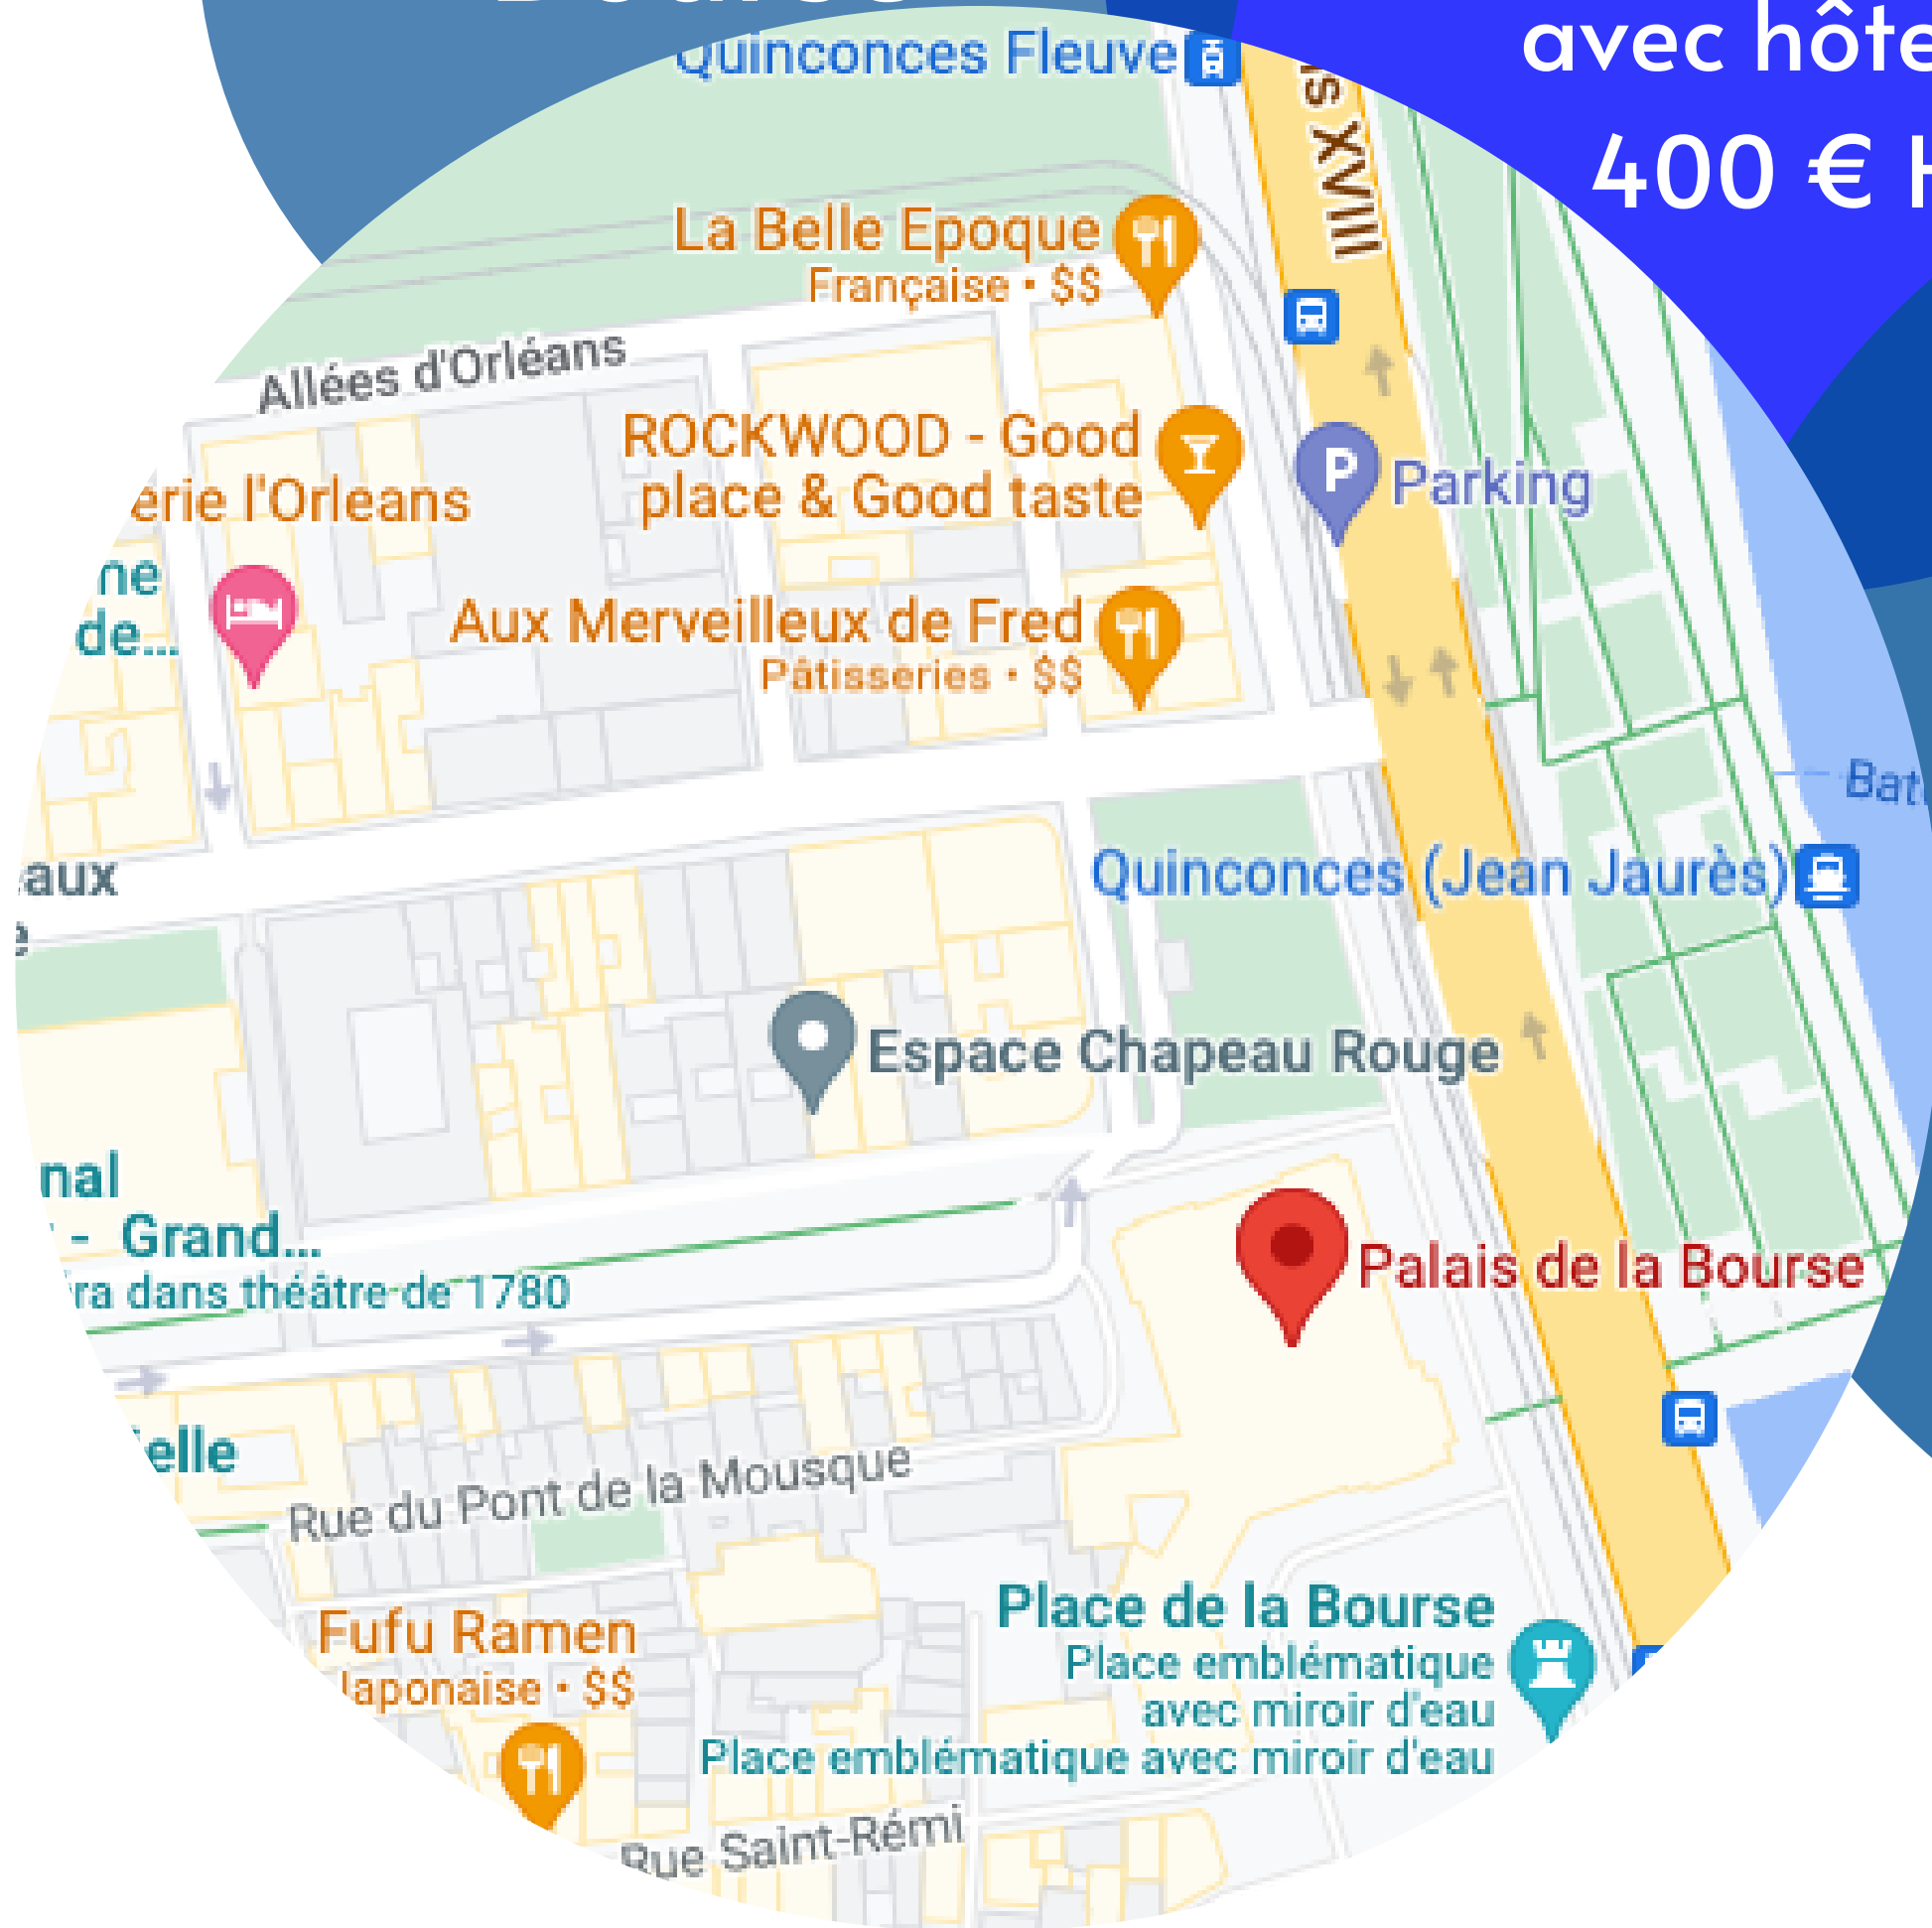 avec
400 €
Quinconces Fleuve
XVIII
La Belle Epoque
Française • $$
Allées d'Orléans
ROCKWOOD - Good
place & Good taste
Parking
l'Orleans
de...
Aux Merveilleux de Fred
Pâtisseries • $$
Quinconces (Jean Jaurès)
Espace Chapeau Rouge
- Grand...
dans théâtre de 1780
Palais de la Bourse
Rue du Pont de la Mousque
Fufu Ramen
Japonaise • $$
Place de la Bourse
Place emblématique
avec miroir d'eau
Place emblématique avec miroir d'eau
Rue Saint-Rémi